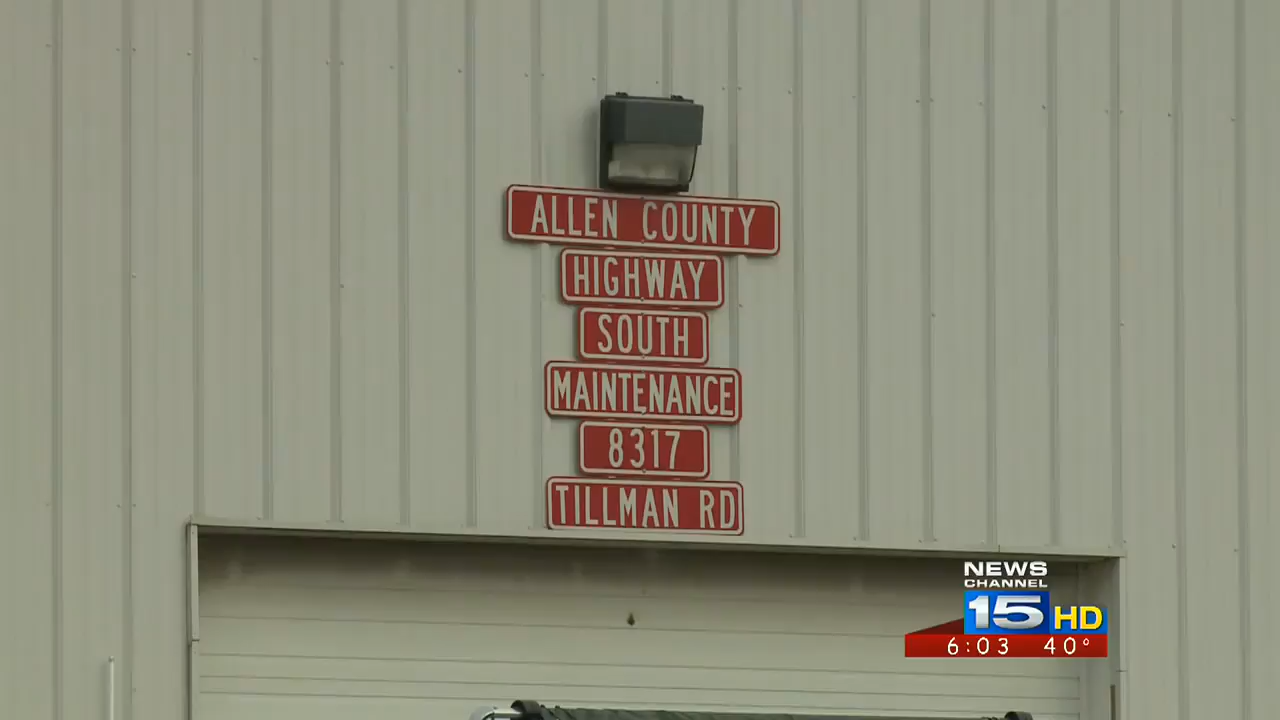 ALLEN COUNTY
HIGHWAY
SOUTH
MAINTENANCE
8317
TILLMAN RD
NEWS
CHANNEL
15 HD
6:03 40°